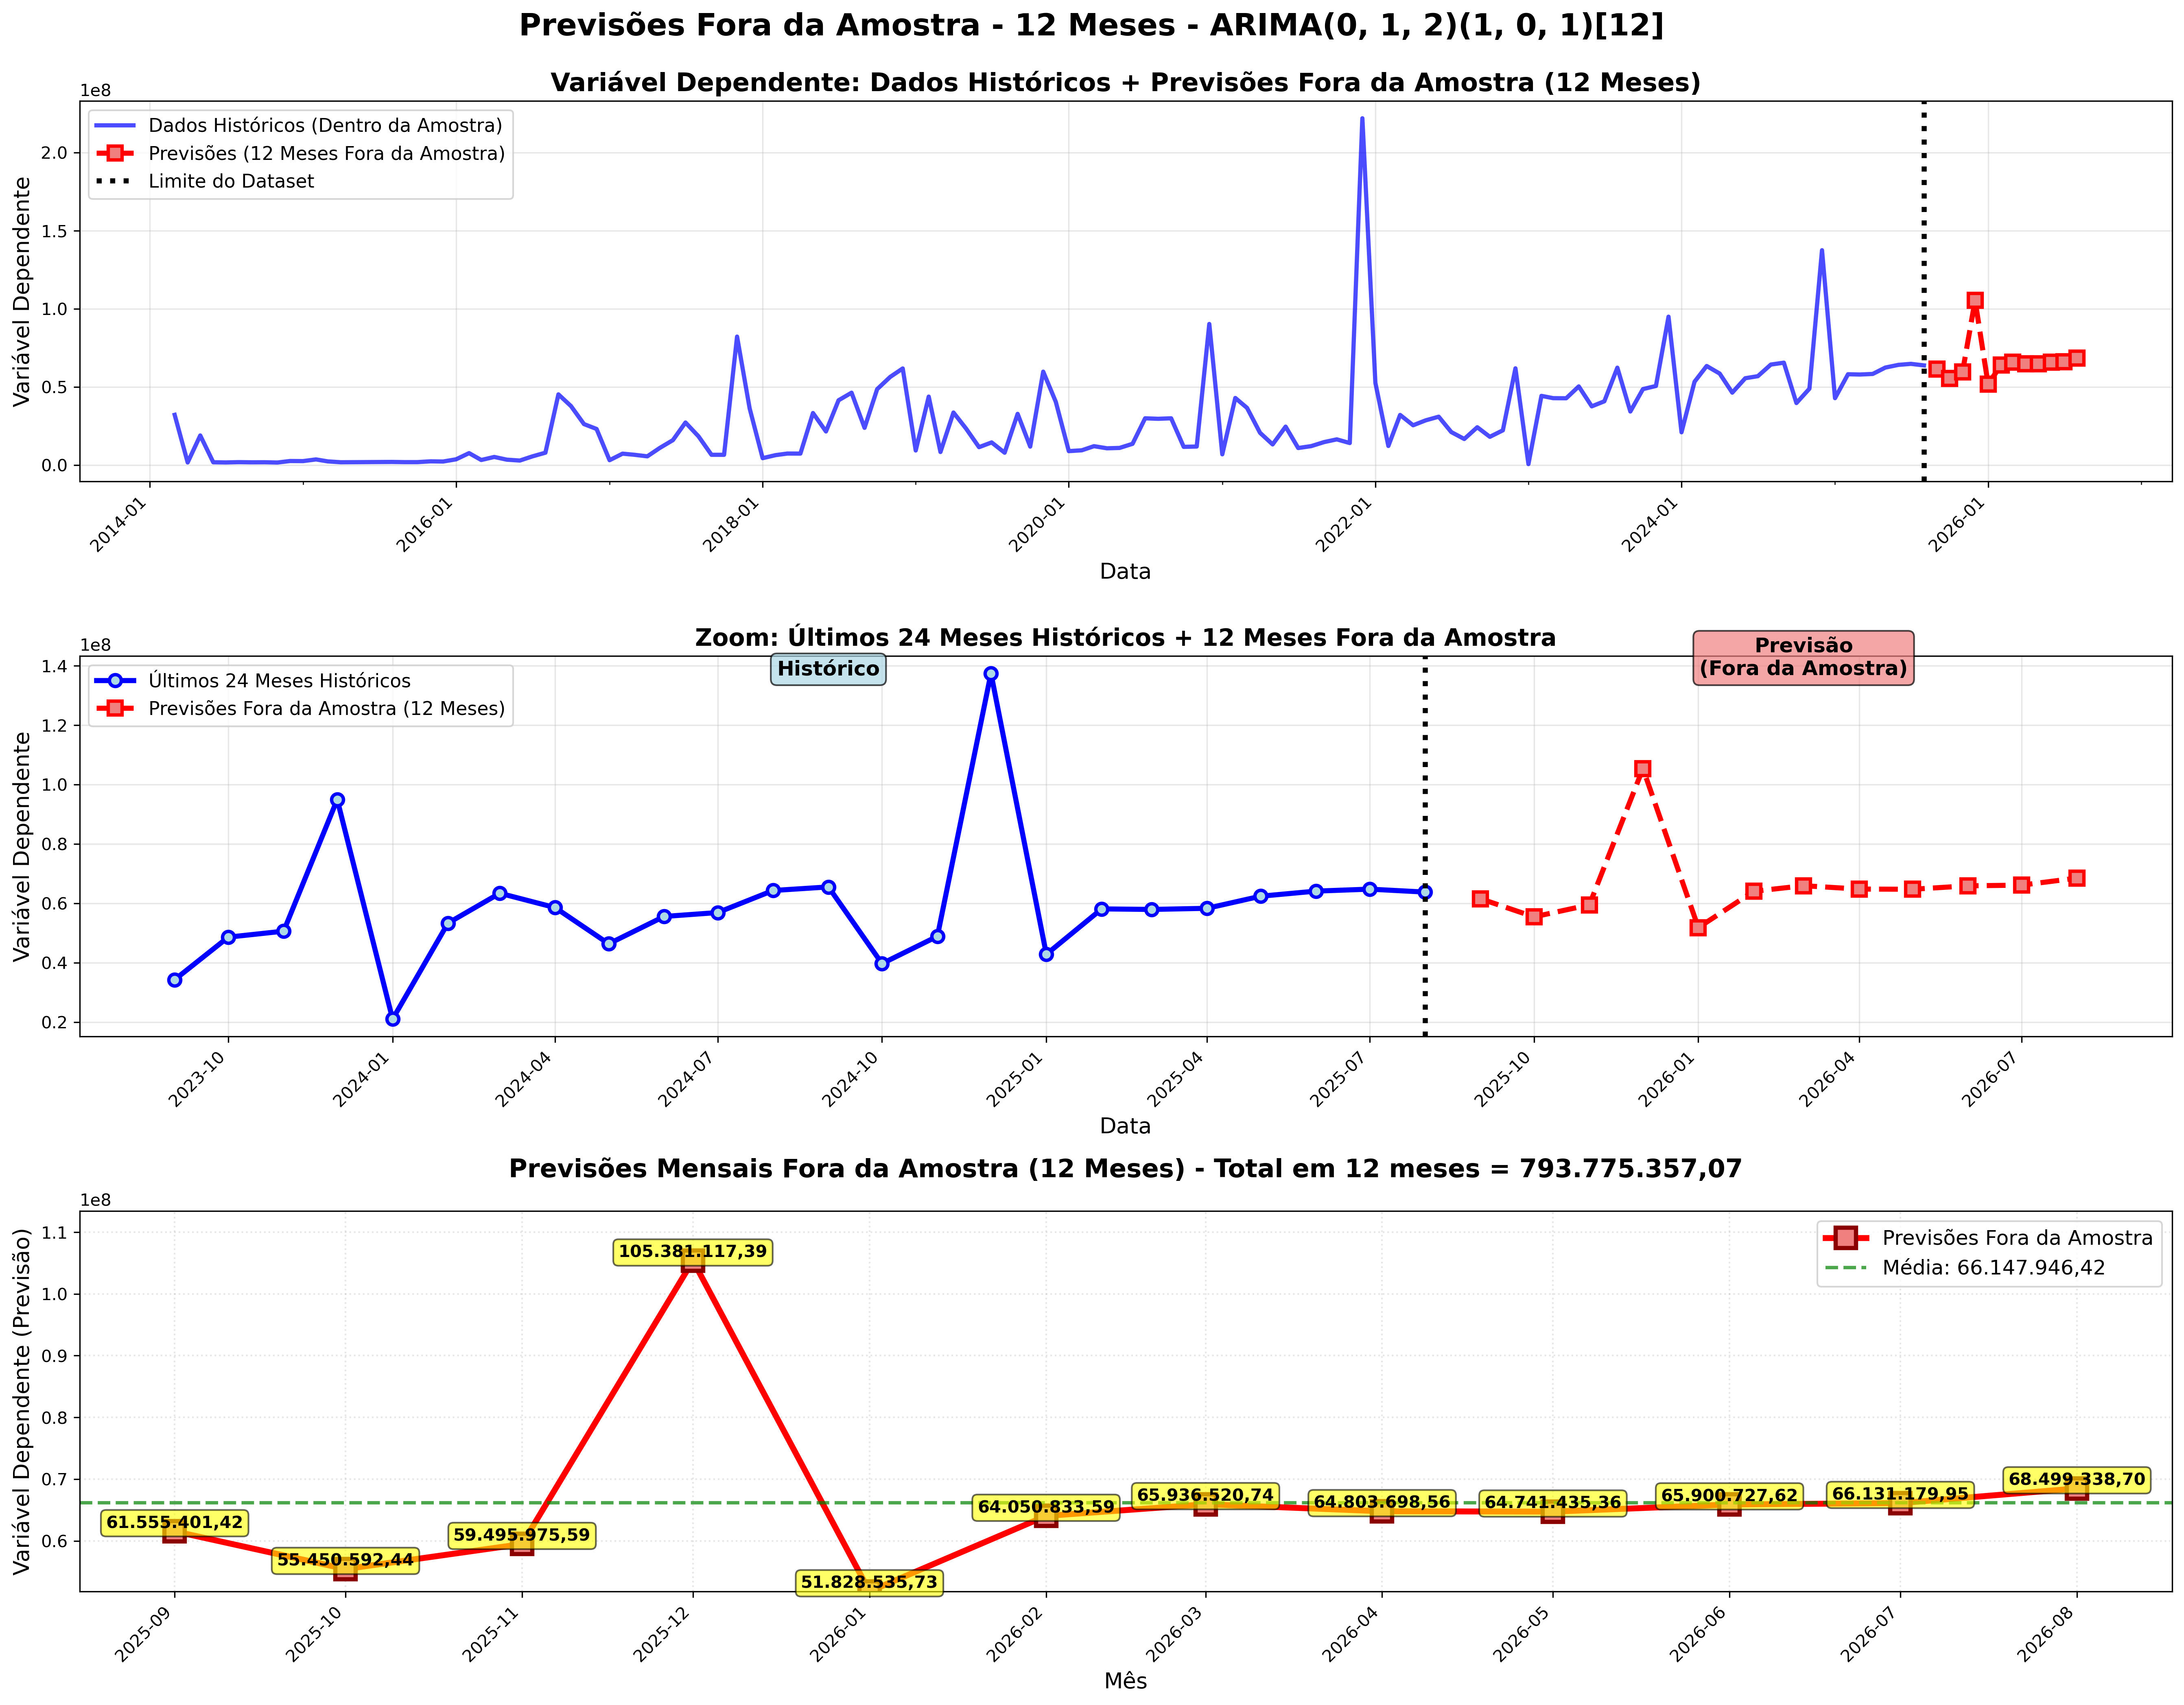 Previsões Fora da Amostra - 12 Meses - ARIMA(0, 1, 2)(1, 0, 1)[12]
Variável Dependente: Dados Históricos + Previsões Fora da Amostra (12 Meses)
1e8
Dados Históricos (Dentro da Amostra)
Previsões (12 Meses Fora da Amostra)
Limite do Dataset
Variável Dependente
2.0
1.5
1.0
0.5
0.0
2014-01
2016-01
2018-01
2020-01
2022-01
2024-01
2026-01
Data
Zoom: Últimos 24 Meses Históricos + 12 Meses Fora da Amostra
1e8
Últimos 24 Meses Históricos
Previsões Fora da Amostra (12 Meses)
Histórico
Previsão
(Fora da Amostra)
Variável Dependente
1.4
1.2
1.0
0.8
0.6
0.4
0.2
2023-10
2024-01
2024-04
2024-07
2024-10
2025-01
2025-04
2025-07
2025-10
2026-01
2026-04
2026-07
Data
Previsões Mensais Fora da Amostra (12 Meses) - Total em 12 meses = 793.775.357,07
1e8
Previsões Fora da Amostra
Média: 66.147.946,42
Variável Dependente (Previsão)
1.1
1.0
0.9
0.8
0.7
0.6
61.555.401,42
55.450.592,44
59.495.975,59
105.381.117,39
51.828.535,73
64.050.833,59
65.936.520,74
64.803.698,56
64.741.435,36
65.900.727,62
66.131.179,95
68.499.338,70
2025-09
2025-10
2025-11
2025-12
2026-01
2026-02
2026-03
2026-04
2026-05
2026-06
2026-07
2026-08
Mês